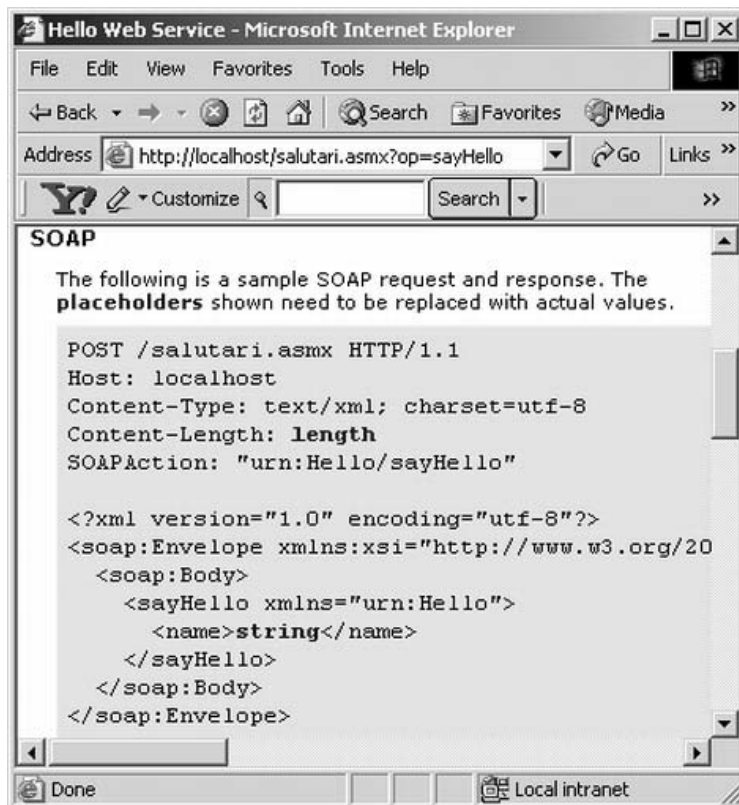 Hello Web Service - Microsoft Internet Explorer
File Edit View Favorites Tools Help
Back Search Favorites Media »
Address http://localhost/salutari.asmx?op=sayHello Go Links »
Y! Customize Search »
SOAP
The following is a sample SOAP request and response. The
placeholders shown need to be replaced with actual values.
POST /salutari.asmx HTTP/1.1
Host: localhost
Content-Type: text/xml; charset=utf-8
Content-Length: length
SOAPAction: "urn:Hello/sayHello"
<?xml version="1.0" encoding="utf-8"?>
<soap:Envelope xmlns:xsi="http://www.w3.org/20
<soap:Body>
<sayHello xmlns="urn:Hello">
<name>string</name>
</sayHello>
</soap:Body>
</soap:Envelope>
Done Local intranet